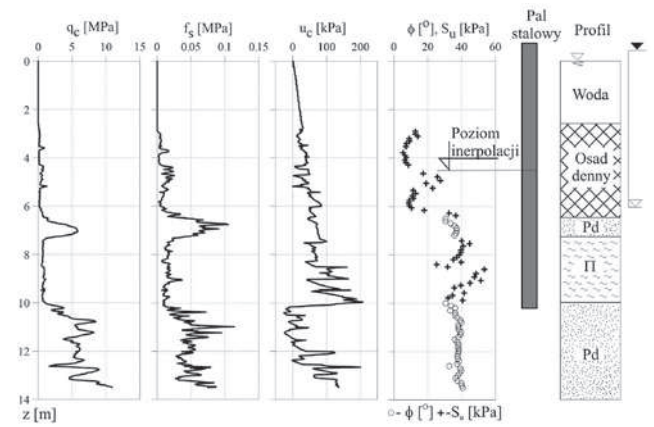 q_c [MPa]
0 5 10 15
f_s [MPa]
0 0.05 0.1 0.15
u_c [kPa]
0 100 200
ϕ [°], S_u [kPa]
0 20 40 60
Pal
stalowy
Profil
0
2
4
6
8
10
12
14
z [m]
Poziom
inerpolacji
Woda
Osad
denny
Pd
Π
Pd
○- ϕ [°] +-S_u [kPa]